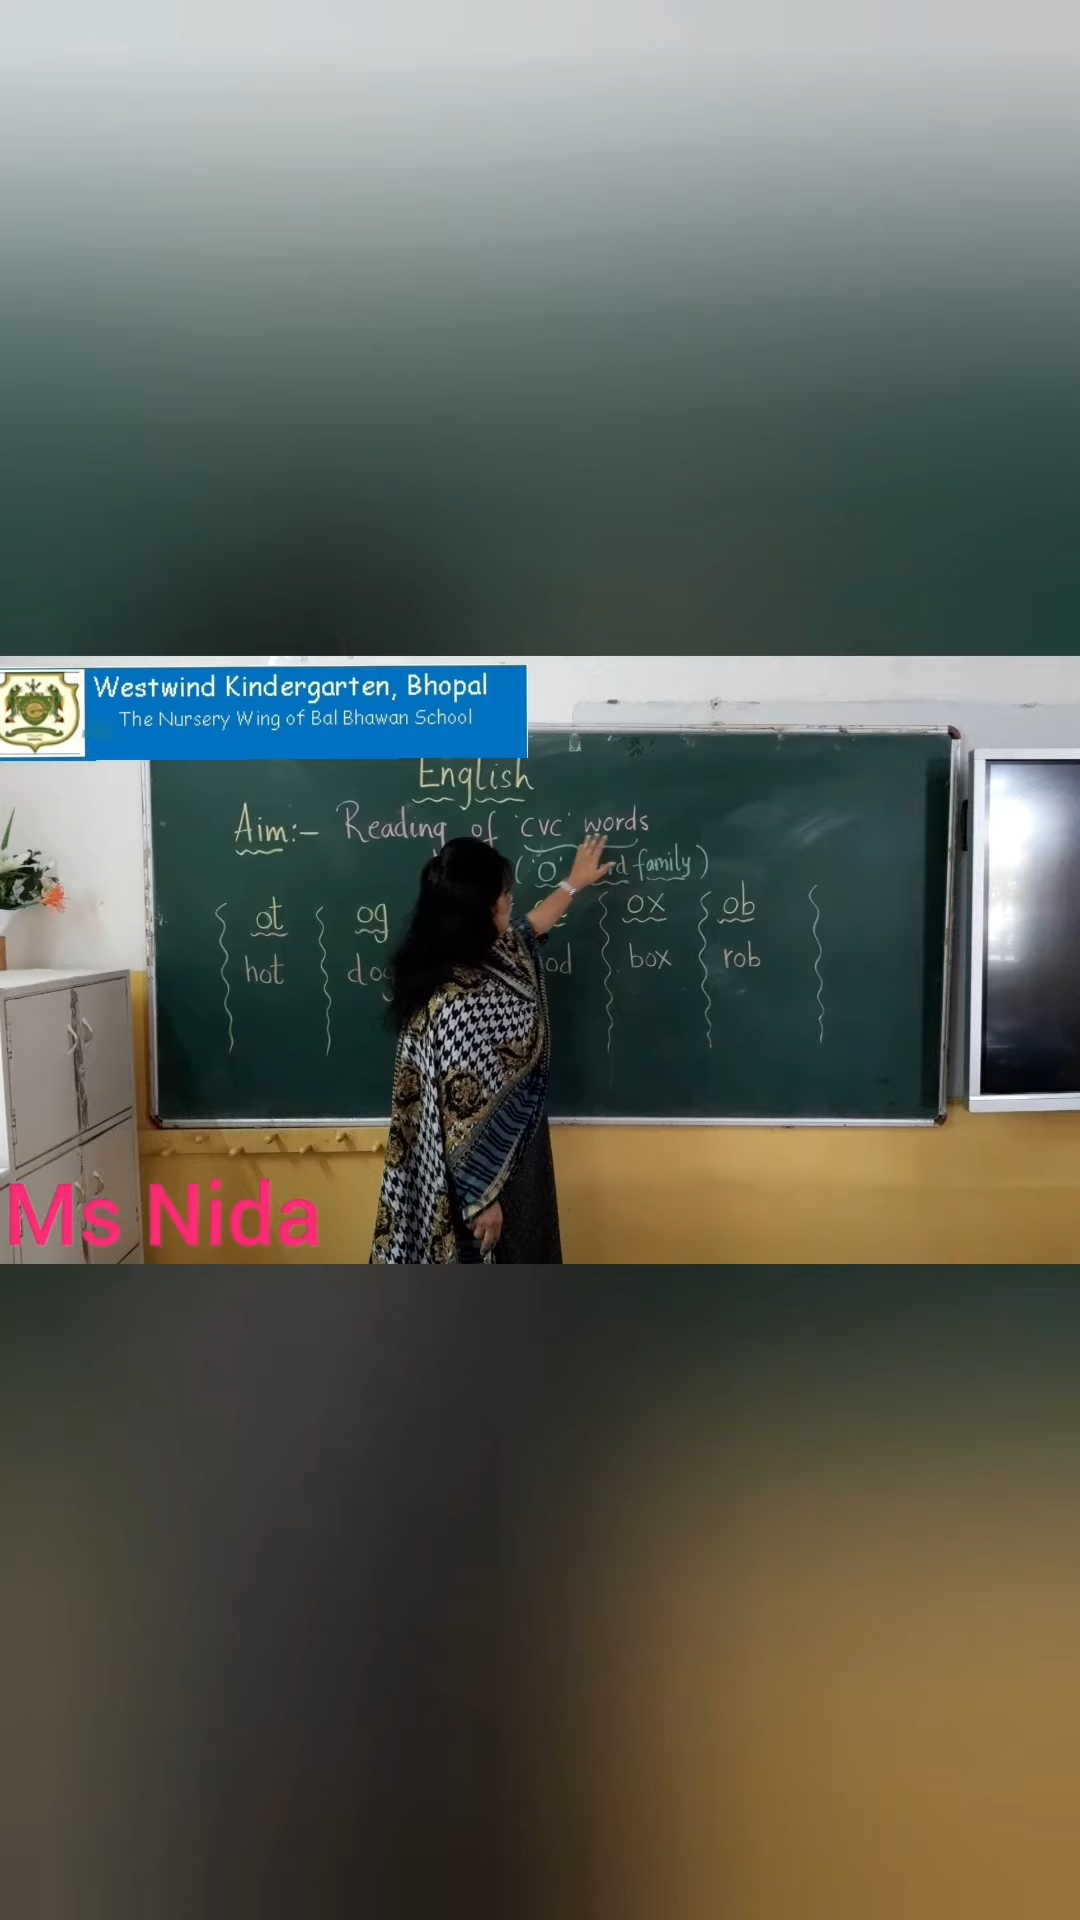 Westwind Kindergarten, Bhopal
The Nursery Wing of Bal Bhawan School
English
Aim:- Reading of 'CVC' words
('O' family)
ot og ox ob
hot dog box rob
Ms Nida